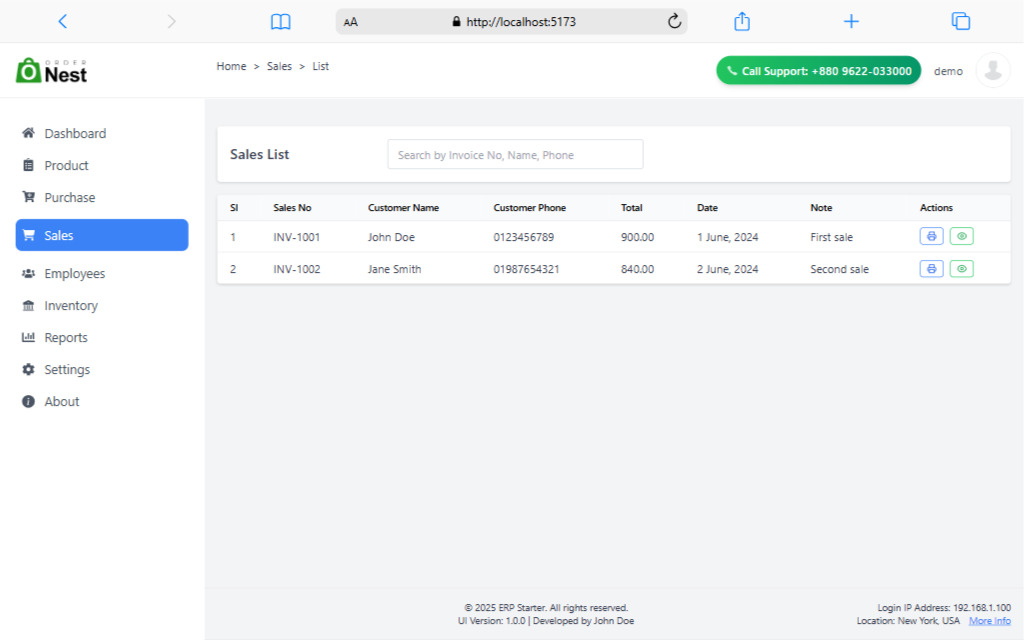 AA http://localhost:5173
ORDER
Nest
Home > Sales > List
Call Support: +880 9622-033000
demo
Dashboard
Product
Purchase
Sales
Employees
Inventory
Reports
Settings
About
Sales List
Search by Invoice No, Name, Phone
Sl Sales No Customer Name Customer Phone Total Date Note Actions
1 INV-1001 John Doe 0123456789 900.00 1 June, 2024 First sale
2 INV-1002 Jane Smith 01987654321 840.00 2 June, 2024 Second sale
© 2025 ERP Starter. All rights reserved.
UI Version: 1.0.0 | Developed by John Doe
Login IP Address: 192.168.1.100
Location: New York, USA More Info